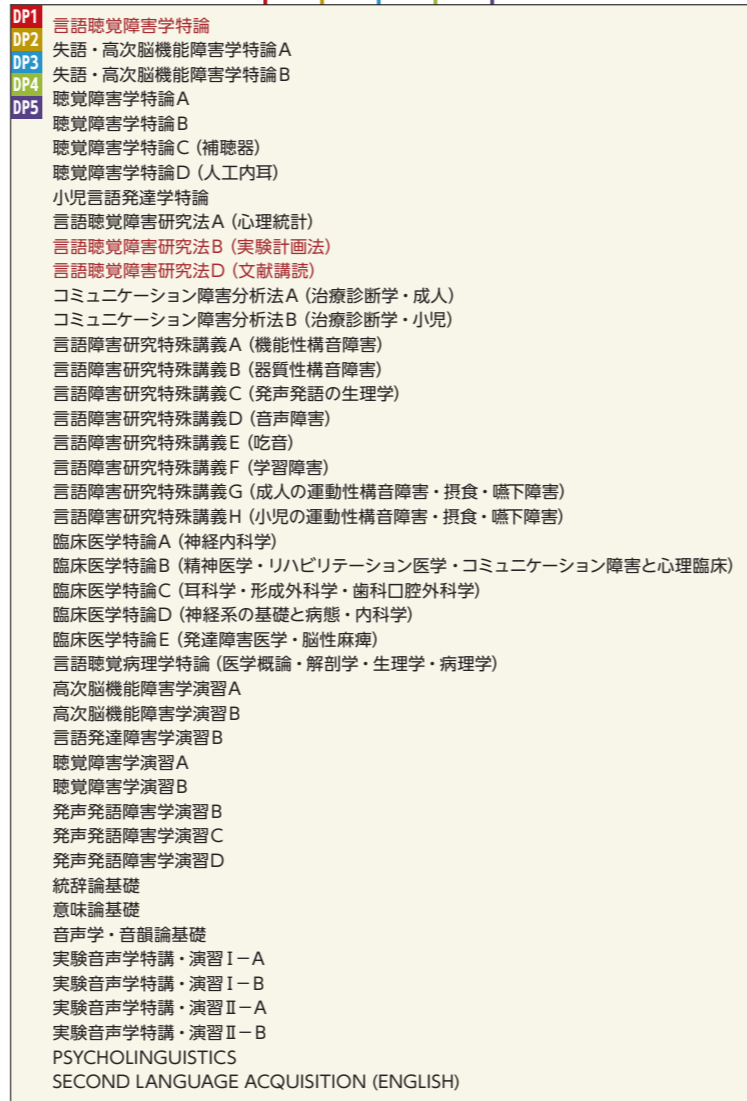 DP1
DP2
DP3
DP4
DP5
言語聴覚障害学特論
失語・高次脳機能障害学特論A
失語・高次脳機能障害学特論B
聴覚障害学特論A
聴覚障害学特論B
聴覚障害学特論C（補聴器）
聴覚障害学特論D（人工内耳）
小児言語発達学特論
言語聴覚障害研究法A（心理統計）
言語聴覚障害研究法B（実験計画法）
言語聴覚障害研究法D（文献講読）
コミュニケーション障害分析法A（治療診断学・成人）
コミュニケーション障害分析法B（治療診断学・小児）
言語障害研究特殊講義A（機能性構音障害）
言語障害研究特殊講義B（器質性構音障害）
言語障害研究特殊講義C（発声発語の生理学）
言語障害研究特殊講義D（音声障害）
言語障害研究特殊講義E（吃音）
言語障害研究特殊講義F（学習障害）
言語障害研究特殊講義G（成人の運動性構音障害・摂食・嚥下障害）
言語障害研究特殊講義H（小児の運動性構音障害・摂食・嚥下障害）
臨床医学特論A（神経内科学）
臨床医学特論B（精神医学・リハビリテーション医学・コミュニケーション障害と心理臨床）
臨床医学特論C（耳科学・形成外科学・歯科口腔外科学）
臨床医学特論D（神経系の基礎と病態・内科学）
臨床医学特論E（発達障害医学・脳性麻痺）
言語聴覚病理学特論（医学概論・解剖学・生理学・病理学）
高次脳機能障害学演習A
高次脳機能障害学演習B
言語発達障害学演習B
聴覚障害学演習A
聴覚障害学演習B
発声発語障害学演習B
発声発語障害学演習C
発声発語障害学演習D
統辞論基礎
意味論基礎
音声学・音韻論基礎
実験音声学特講・演習Ⅰ－A
実験音声学特講・演習Ⅰ－B
実験音声学特講・演習Ⅱ－A
実験音声学特講・演習Ⅱ－B
PSYCHOLINGUISTICS
SECOND LANGUAGE ACQUISITION (ENGLISH)